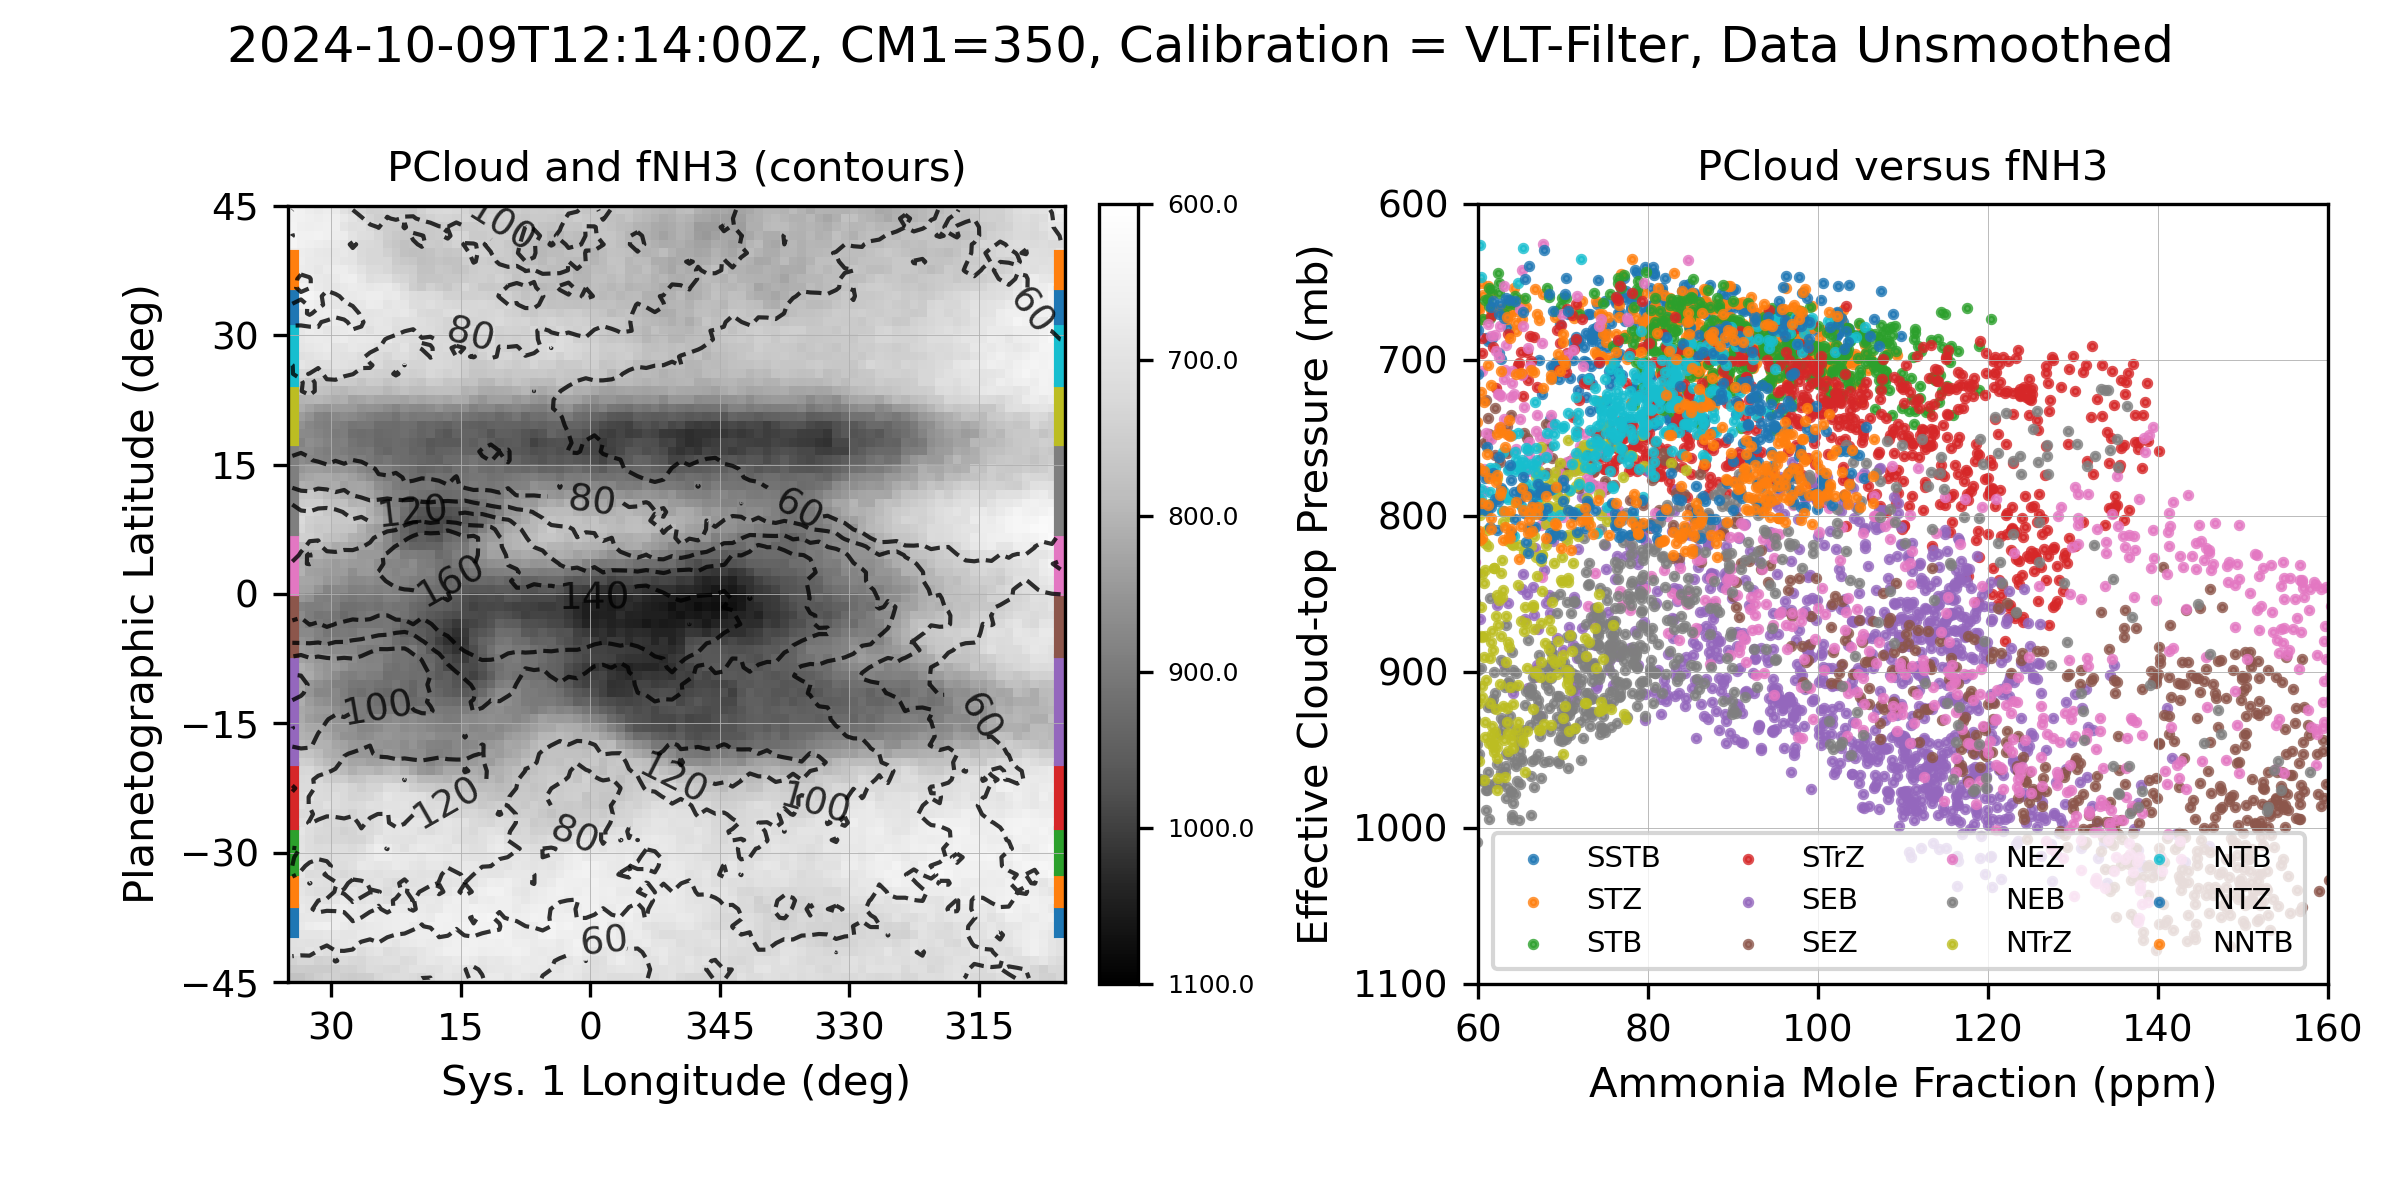 2024-10-09T12:14:00Z, CM1=350, Calibration = VLT-Filter, Data Unsmoothed
PCloud and fNH3 (contours)
Planetographic Latitude (deg)
45
30
15
0
−15
−30
−45
100
60
80
120
80
60
160
140
100
60
120
120
100
80
60
30
15
0
345
330
315
Sys. 1 Longitude (deg)
600.0
700.0
800.0
900.0
1000.0
1100.0
PCloud versus fNH3
Effective Cloud-top Pressure (mb)
600
700
800
900
1000
1100
SSTB
STZ
STB
STrZ
SEB
SEZ
NEZ
NEB
NTrZ
NTB
NTZ
NNTB
60
80
100
120
140
160
Ammonia Mole Fraction (ppm)